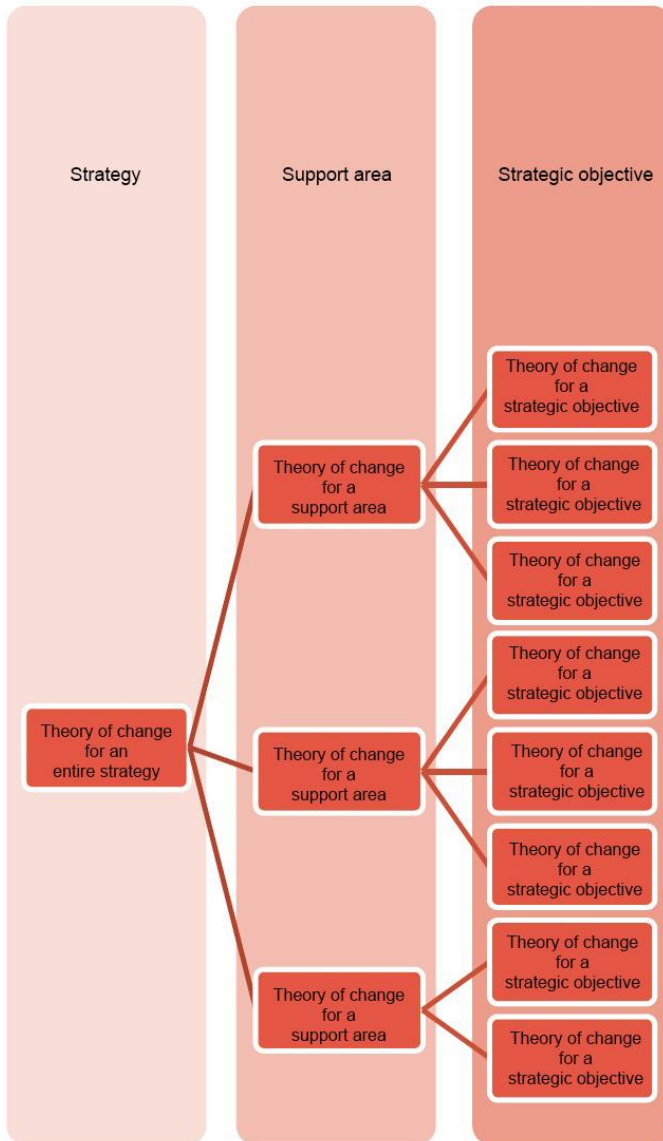 Strategy
Support area
Strategic objective
Theory of change
for an
entire strategy
Theory of change
for a
support area
Theory of change
for a
support area
Theory of change
for a
support area
Theory of change
for a
strategic objective
Theory of change
for a
strategic objective
Theory of change
for a
strategic objective
Theory of change
for a
strategic objective
Theory of change
for a
strategic objective
Theory of change
for a
strategic objective
Theory of change
for a
strategic objective
Theory of change
for a
strategic objective